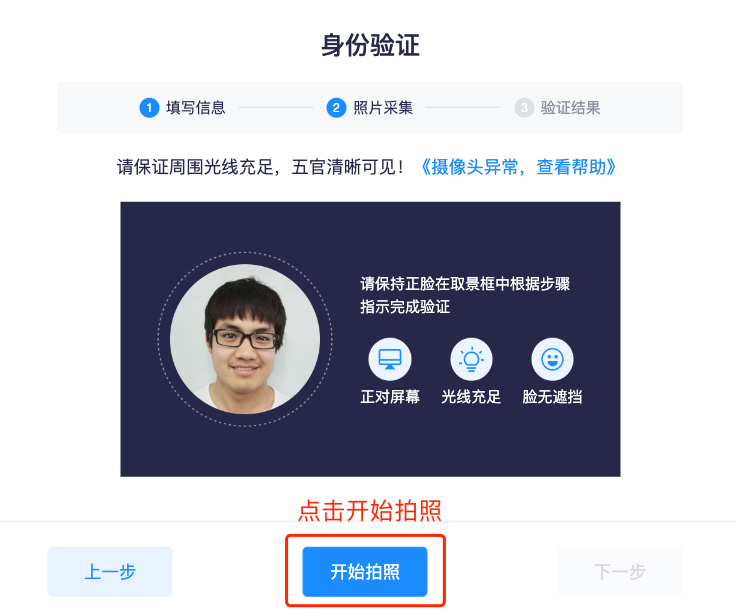 身份验证
1 填写信息 2 照片采集 3 验证结果
请保证周围光线充足，五官清晰可见！《摄像头异常，查看帮助》
请保持正脸在取景框中根据步骤
指示完成验证
正对屏幕 光线充足 脸无遮挡
点击开始拍照
上一步 开始拍照 下一步